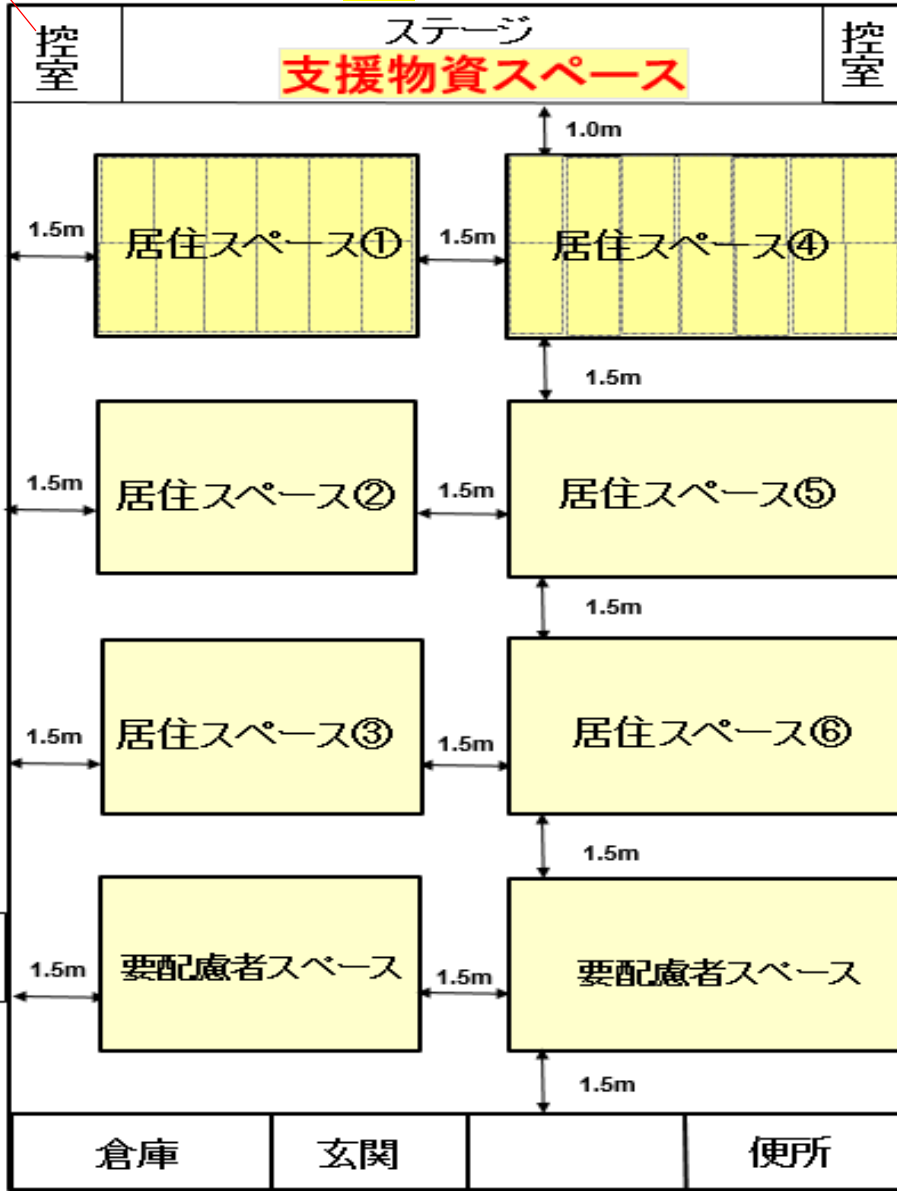 控室
ステージ
控室
支援物資スペース
1.0m
1.5m
居住スペース①
1.5m
居住スペース④
1.5m
1.5m
居住スペース②
1.5m
居住スペース⑤
1.5m
1.5m
居住スペース③
1.5m
居住スペース⑥
1.5m
1.5m
要配慮者スペース
1.5m
要配慮者スペース
1.5m
倉庫
玄関
便所